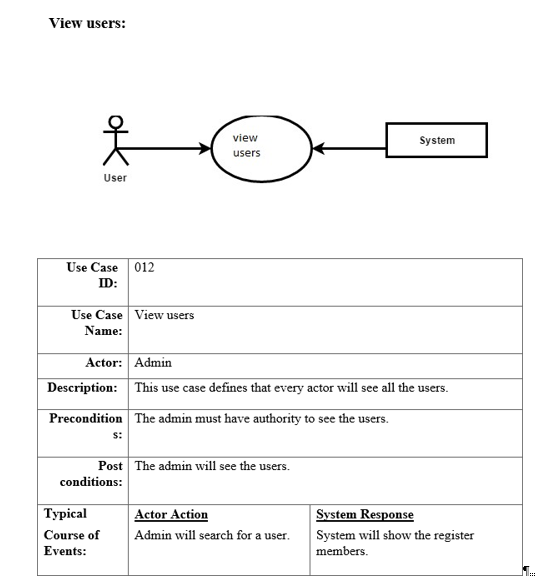 View users:
view
users
System
User
Use Case
ID:
012
Use Case
Name:
View users
Actor:
Admin
Description:
This use case defines that every actor will see all the users.
Precondition
s:
The admin must have authority to see the users.
Post
conditions:
The admin will see the users.
Typical
Course of
Events:
Actor Action
Admin will search for a user.
System Response
System will show the register
members.
¶